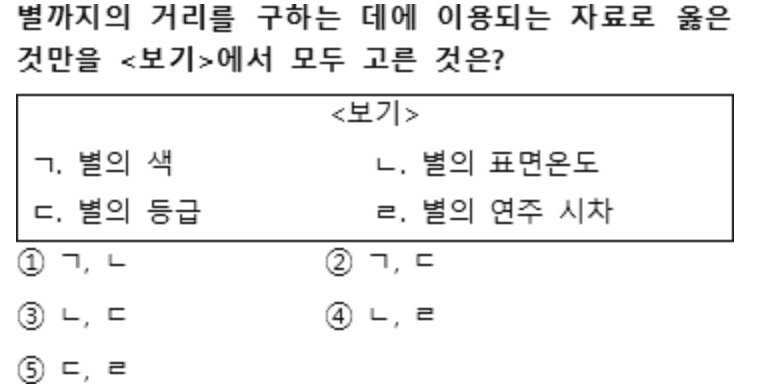 별까지의 거리를 구하는 데에 이용되는 자료로 옳은
것만을 <보기>에서 모두 고른 것은?
<보기>
ㄱ. 별의 색 ㄴ. 별의 표면온도
ㄷ. 별의 등급 ㄹ. 별의 연주 시차
① ㄱ, ㄴ ② ㄱ, ㄷ
③ ㄴ, ㄷ ④ ㄴ, ㄹ
⑤ ㄷ, ㄹ